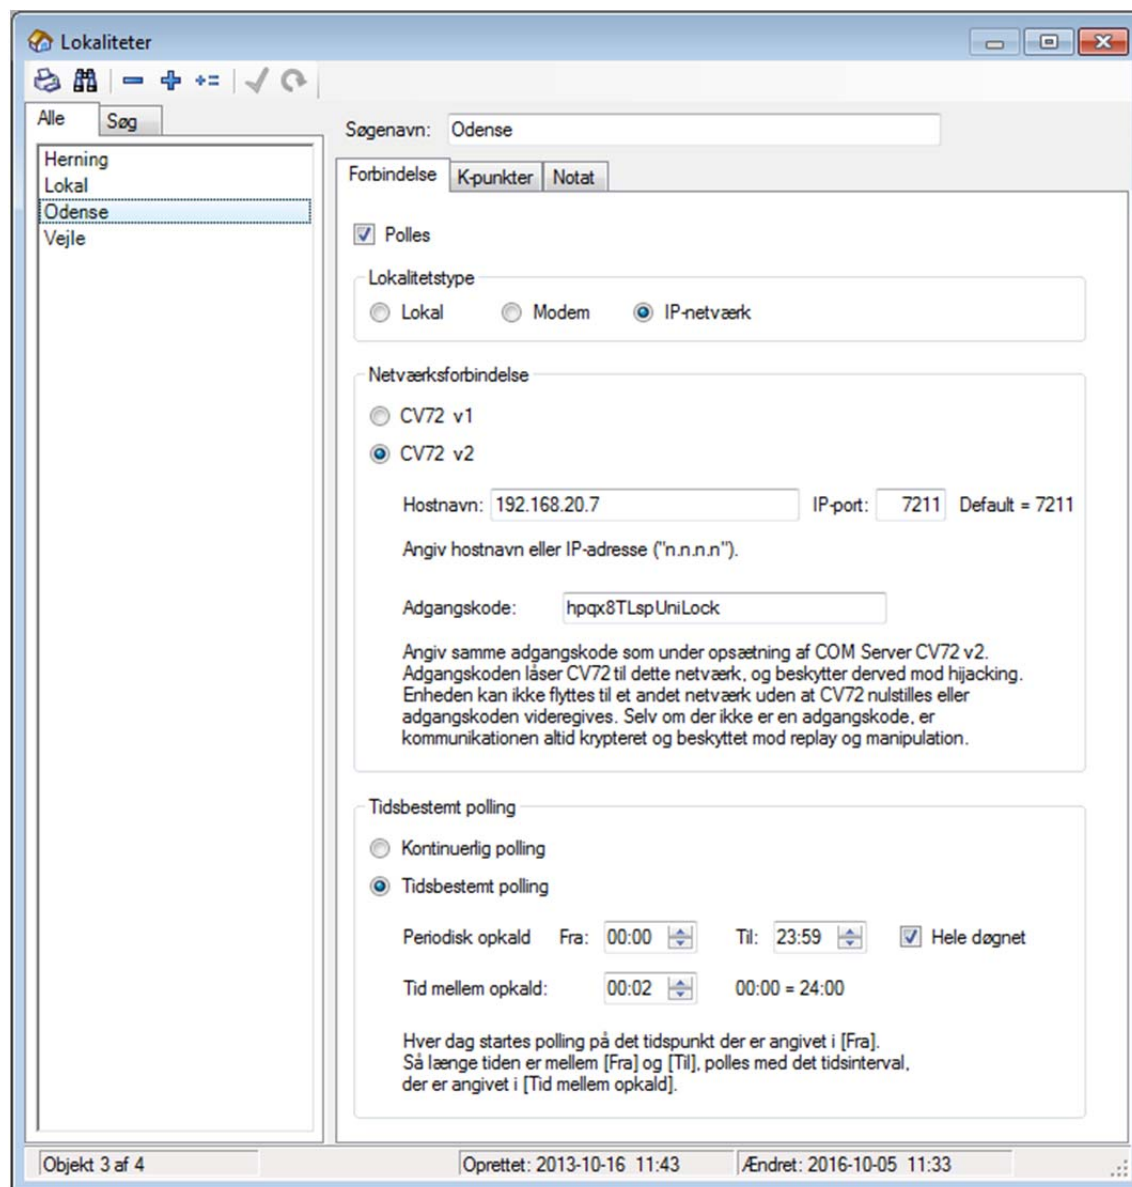 Lokaliteter
Alle
Søg
Herning
Lokal
Odense
Vejle
Søgenavn: Odense
Forbindelse K-punkter Notat
Polles
Lokalitetstype
Lokal Modem IP-netværk
Netværksforbindelse
CV72 v1
CV72 v2
Hostnavn: 192.168.20.7 IP-port: 7211 Default = 7211
Angiv hostnavn eller IP-adresse ("n.n.n.n").
Adgangskode: hpqx8TLspUniLock
Angiv samme adgangskode som under opsætning af COM Server CV72 v2.
Adgangskoden låser CV72 til dette netværk, og beskytter derved mod hijacking.
Enheden kan ikke flyttes til et andet netværk uden at CV72 nulstilles eller
adgangskoden videregives. Selv om der ikke er en adgangskode, er
kommunikationen altid krypteret og beskyttet mod replay og manipulation.
Tidsbestemt polling
Kontinuerlig polling
Tidsbestemt polling
Periodisk opkald Fra: 00:00 Til: 23:59 Hele døgnet
Tid mellem opkald: 00:02 00:00 = 24:00
Hver dag startes polling på det tidspunkt der er angivet i [Fra].
Så længe tiden er mellem [Fra] og [Til], polles med det tidsinterval,
der er angivet i [Tid mellem opkald].
Objekt 3 af 4 Oprettet: 2013-10-16 11:43 Ændret: 2016-10-05 11:33